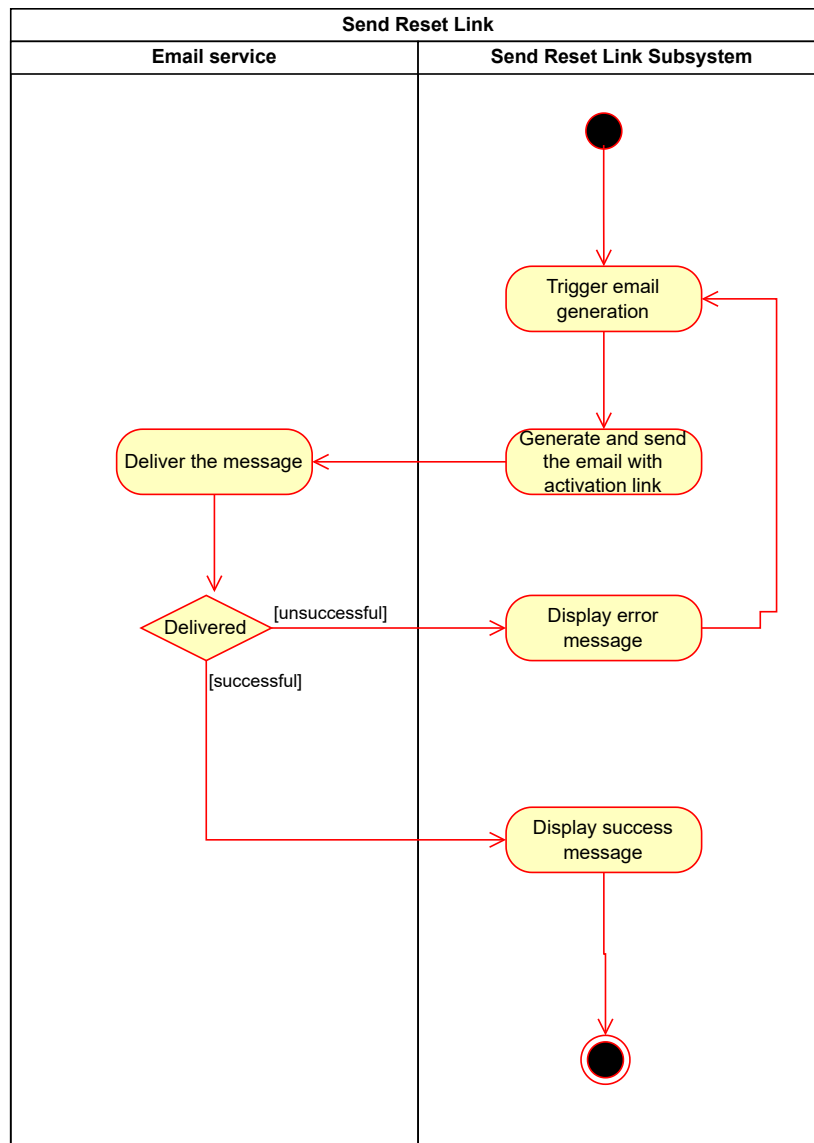 Send Reset Link
Email service
Send Reset Link Subsystem
Trigger email
generation
Deliver the message
Generate and send
the email with
activation link
Delivered
[unsuccessful]
Display error
message
[successful]
Display success
message